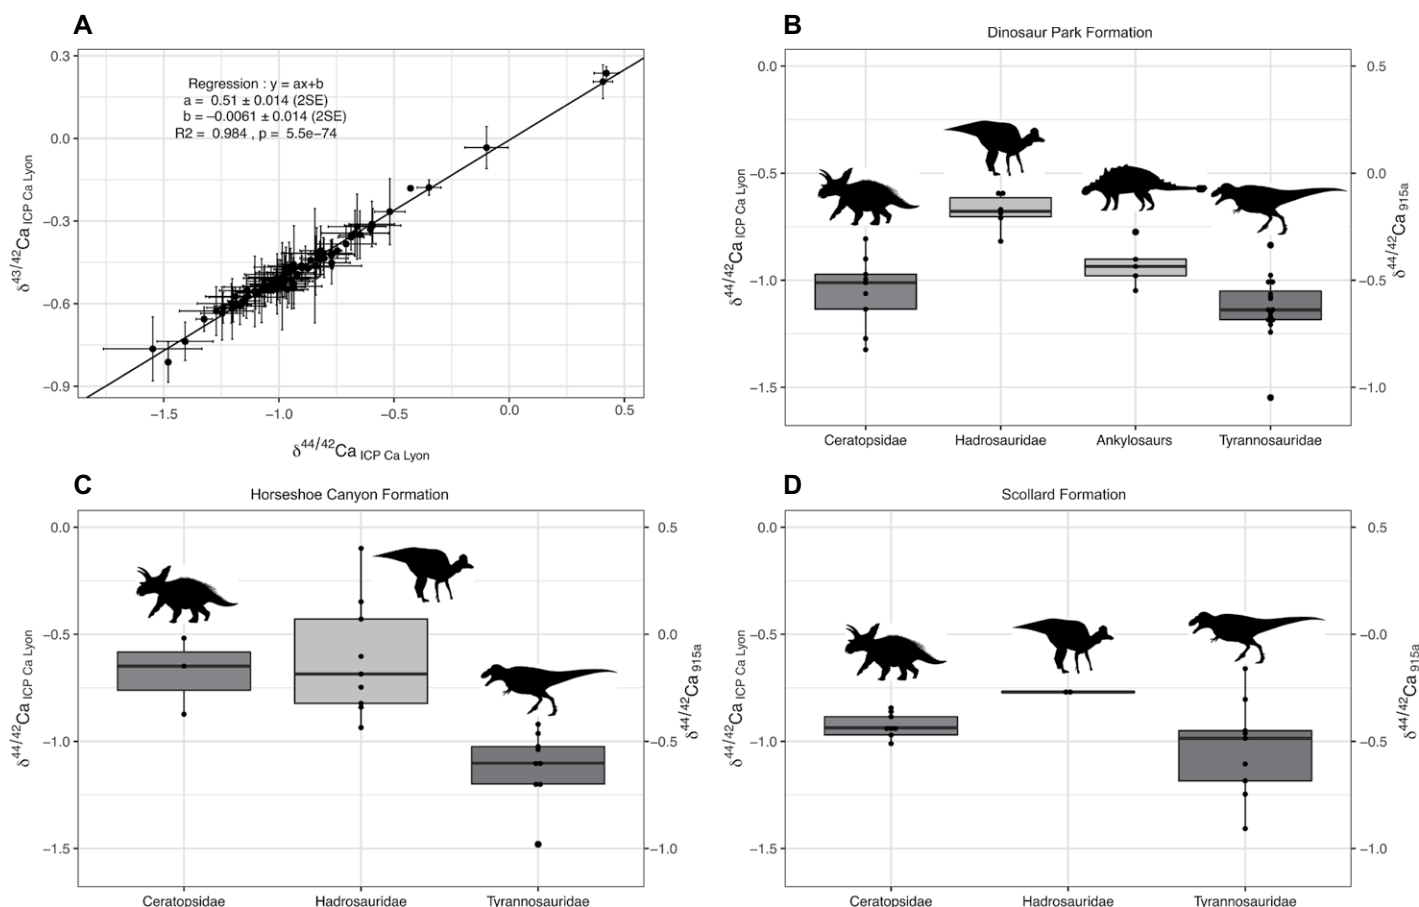 A
0.3
0.0
−0.3
−0.6
−0.9
δ43/42Ca ICP Ca Lyon
Regression : y = ax+b
a = 0.51 ± 0.014 (2SE)
b = −0.0061 ± 0.014 (2SE)
R2 = 0.984 , p = 5.5e−74
−1.5 −1.0 −0.5 0.0 0.5
δ44/42Ca ICP Ca Lyon
B
Dinosaur Park Formation
0.0
−0.5
−1.0
−1.5
δ44/42Ca ICP Ca Lyon
0.5
0.0
−0.5
−1.0
δ44/42Ca 915a
Ceratopsidae Hadrosauridae Ankylosaurs Tyrannosauridae
C
Horseshoe Canyon Formation
0.0
−0.5
−1.0
−1.5
δ44/42Ca ICP Ca Lyon
0.5
−0.0
−0.5
−1.0
δ44/42Ca 915a
Ceratopsidae Hadrosauridae Tyrannosauridae
D
Scollard Formation
0.0
−0.5
−1.0
−1.5
δ44/42Ca ICP Ca Lyon
0.5
−0.0
−0.5
−1.0
δ44/42Ca 915a
Ceratopsidae Hadrosauridae Tyrannosauridae